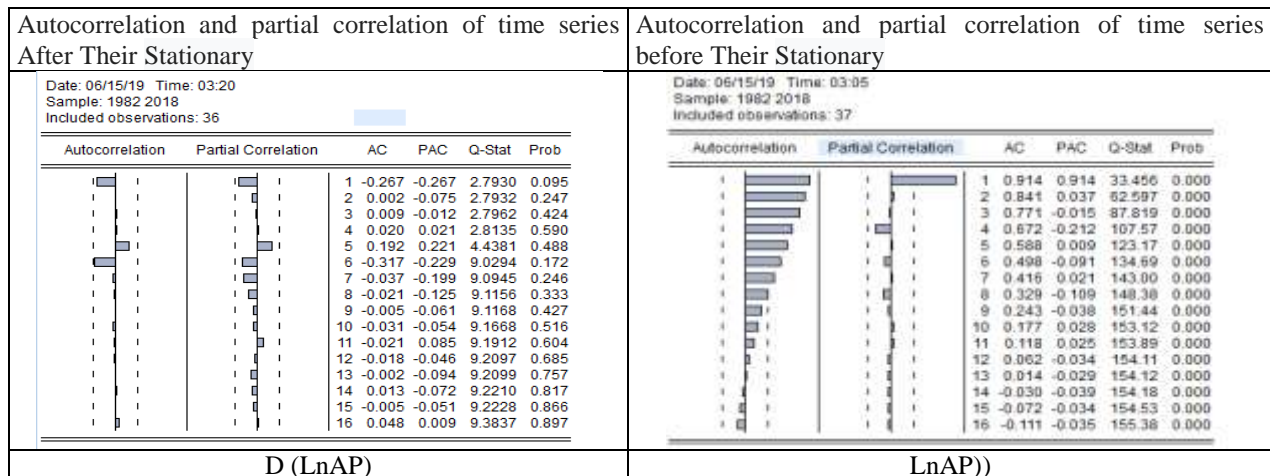 Autocorrelation and partial correlation of time series
After Their Stationary
Date: 06/15/19 Time: 03:20
Sample: 1982 2018
Included observations: 36
Autocorrelation Partial Correlation AC PAC Q-Stat Prob
1 -0.267 -0.267 2.7930 0.095
2 0.002 -0.075 2.7932 0.247
3 0.009 -0.012 2.7962 0.424
4 0.020 0.021 2.8135 0.590
5 0.192 0.221 4.4381 0.488
6 -0.317 -0.229 9.0294 0.172
7 -0.037 -0.199 9.0945 0.246
8 -0.021 -0.125 9.1156 0.333
9 -0.005 -0.061 9.1168 0.427
10 -0.031 -0.054 9.1668 0.516
11 -0.021 0.085 9.1912 0.604
12 -0.018 -0.046 9.2097 0.685
13 -0.002 -0.094 9.2099 0.757
14 0.013 -0.072 9.2210 0.817
15 -0.005 -0.051 9.2228 0.866
16 0.048 0.009 9.3837 0.897
D (LnAP)
Autocorrelation and partial correlation of time series
before Their Stationary
Date: 06/15/19 Time: 03:05
Sample: 1982 2018
Included observations: 37
Autocorrelation Partial Correlation AC PAC Q-Stat Prob
1 0.914 0.914 33.456 0.000
2 0.841 0.037 62.597 0.000
3 0.771 -0.015 87.819 0.000
4 0.672 -0.212 107.57 0.000
5 0.588 0.009 123.17 0.000
6 0.498 -0.091 134.69 0.000
7 0.416 0.021 143.00 0.000
8 0.329 -0.109 148.38 0.000
9 0.243 -0.038 151.44 0.000
10 0.177 0.028 153.12 0.000
11 0.118 0.025 153.89 0.000
12 0.062 -0.034 154.11 0.000
13 0.014 -0.029 154.12 0.000
14 -0.030 -0.039 154.18 0.000
15 -0.072 -0.034 154.53 0.000
16 -0.111 -0.035 155.38 0.000
LnAP))